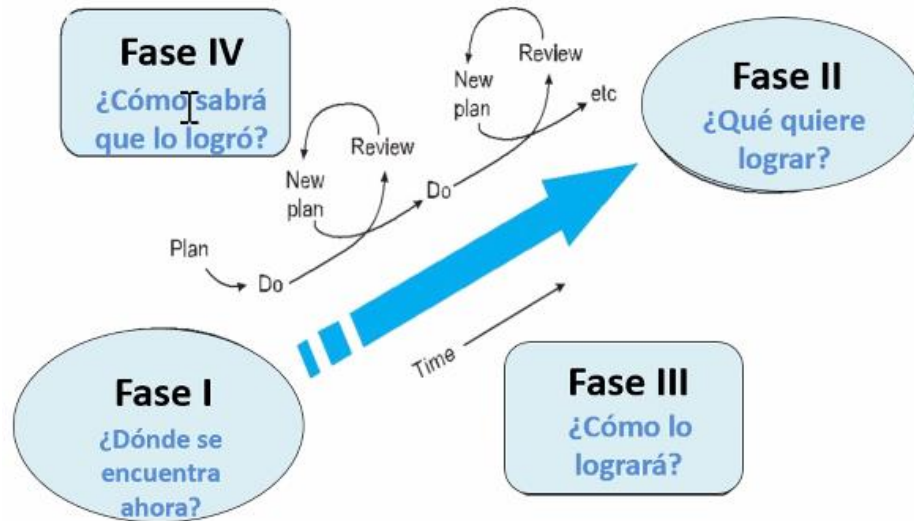 Fase IV
¿Cómo sabrá
que lo logró?
Review
New
plan
etc
Fase II
¿Qué quiere
lograr?
Review
New
plan
Do
Plan
Do
Time
Fase I
¿Dónde se
encuentra
ahora?
Fase III
¿Cómo lo
logrará?